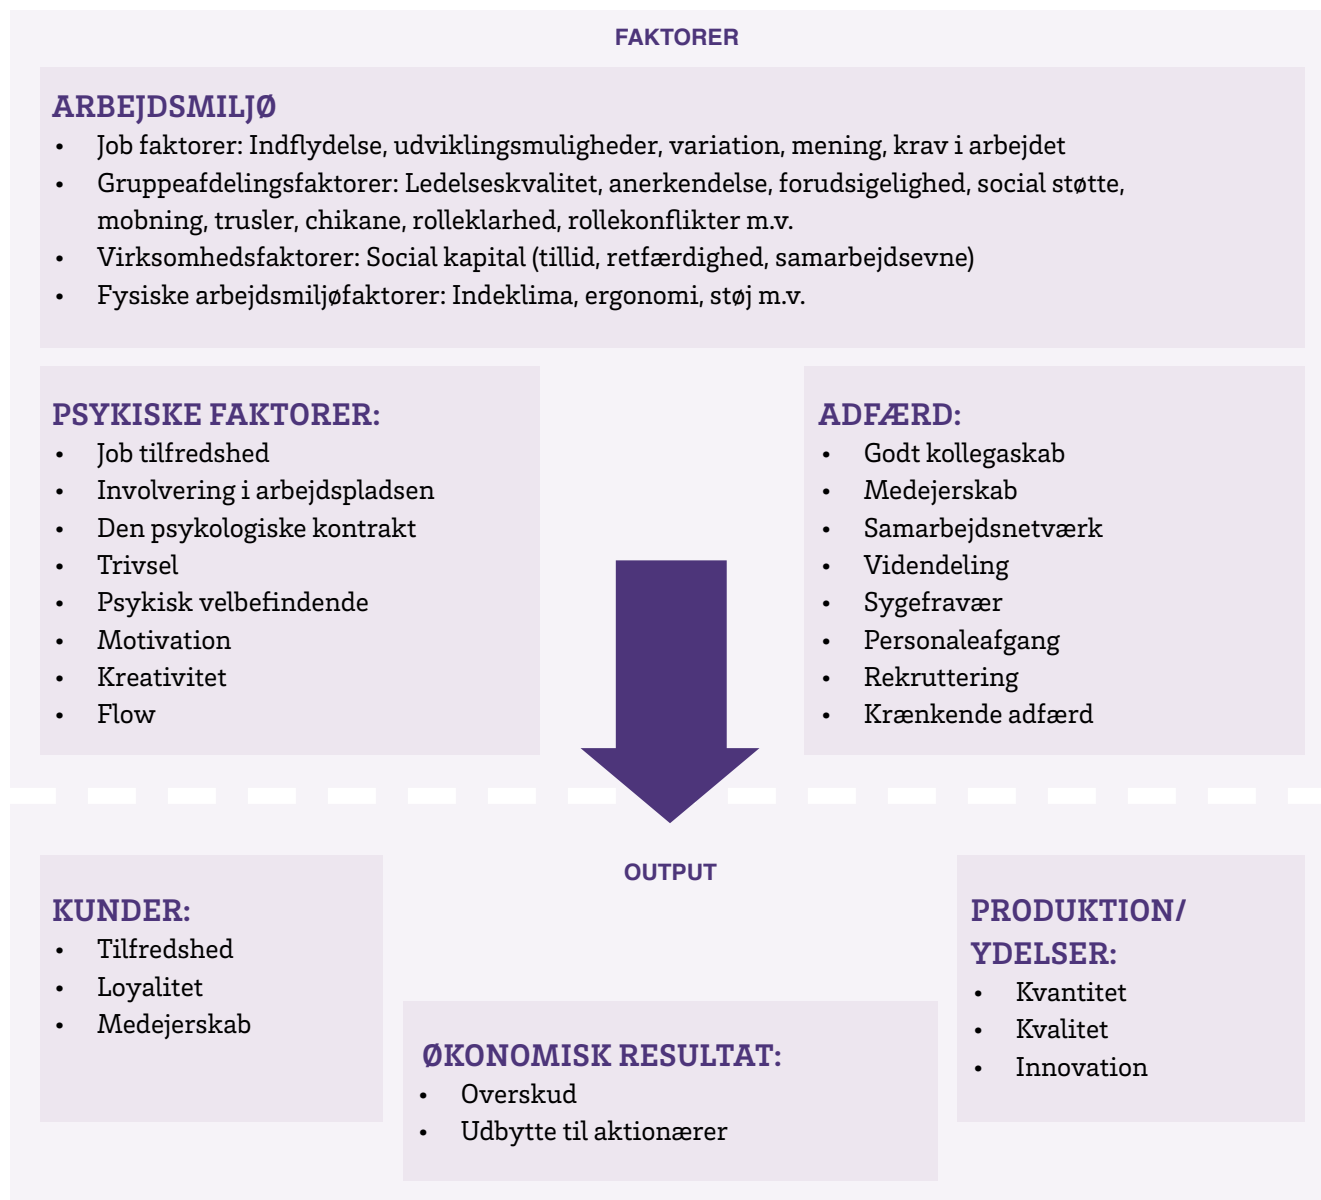 FAKTORER
ARBEJDSMILJØ
• Job faktorer: Indflydelse, udviklingsmuligheder, variation, mening, krav i arbejdet
• Gruppeafdelingsfaktorer: Ledelseskvalitet, anerkendelse, forudsigelighed, social støtte,
mobning, trusler, chikane, rolleklarhed, rollekonflikter m.v.
• Virksomhedsfaktorer: Social kapital (tillid, retfærdighed, samarbejdsevne)
• Fysiske arbejdsmiljøfaktorer: Indeklima, ergonomi, støj m.v.
PSYKISKE FAKTORER:
• Job tilfredshed
• Involvering i arbejdspladsen
• Den psykologiske kontrakt
• Trivsel
• Psykisk velbefindende
• Motivation
• Kreativitet
• Flow
ADFÆRD:
• Godt kollegaskab
• Medejerskab
• Samarbejdsnetværk
• Videndeling
• Sygefravær
• Personaleafgang
• Rekruttering
• Krænkende adfærd
OUTPUT
KUNDER:
• Tilfredshed
• Loyalitet
• Medejerskab
ØKONOMISK RESULTAT:
• Overskud
• Udbytte til aktionærer
PRODUKTION/
YDELSER:
• Kvantitet
• Kvalitet
• Innovation